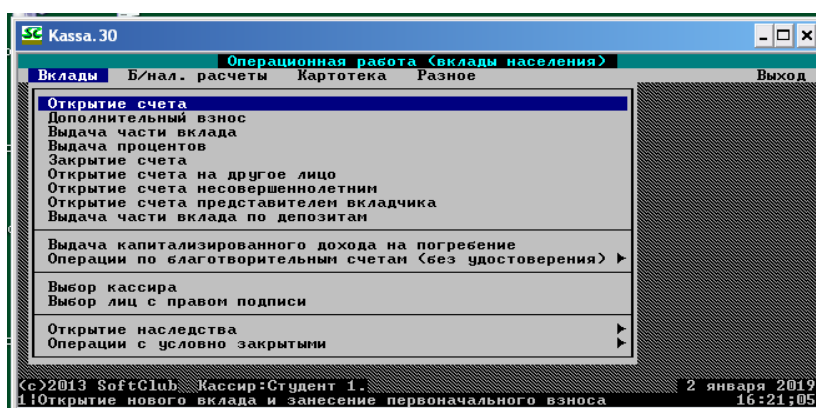 Kassa.30
Операционная работа (вклады населения)
Вклады Б/нал. расчеты Картотека Разное Выход
Открытие счета
Дополнительный взнос
Выдача части вклада
Выдача процентов
Закрытие счета
Открытие счета на другое лицо
Открытие счета несовершеннолетним
Открытие счета представителем вкладчика
Выдача части вклада по депозитам
Выдача капитализированного дохода на погребение
Операции по благотворительным счетам (без удостоверения)
Выбор кассира
Выбор лиц с правом подписи
Открытие наследства
Операции с условно закрытыми
(c)2013 SoftClub Кассир:Студент 1. 2 января 2019
1!Открытие нового вклада и занесение первоначального взноса 16:21;05